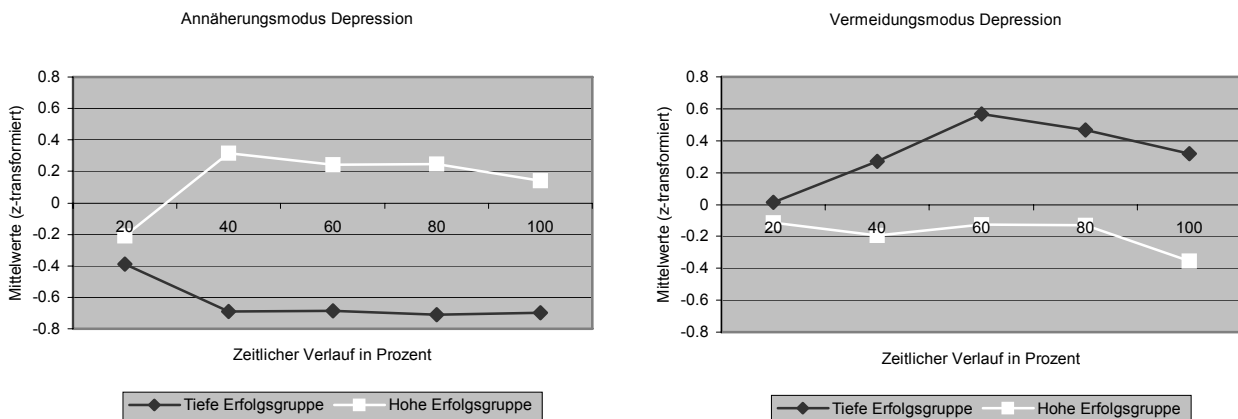 Annäherungsmodus Depression
Mittelwerte (z-transformiert)
0.8
0.6
0.4
0.2
0
-0.2
-0.4
-0.6
-0.8
20 40 60 80 100
Zeitlicher Verlauf in Prozent
Tiefe Erfolgsgruppe Hohe Erfolgsgruppe
Vermeidungsmodus Depression
Mittelwerte (z-transformiert)
0.8
0.6
0.4
0.2
0
-0.2
-0.4
-0.6
-0.8
20 40 60 80 100
Zeitlicher Verlauf in Prozent
Tiefe Erfolgsgruppe Hohe Erfolgsgruppe